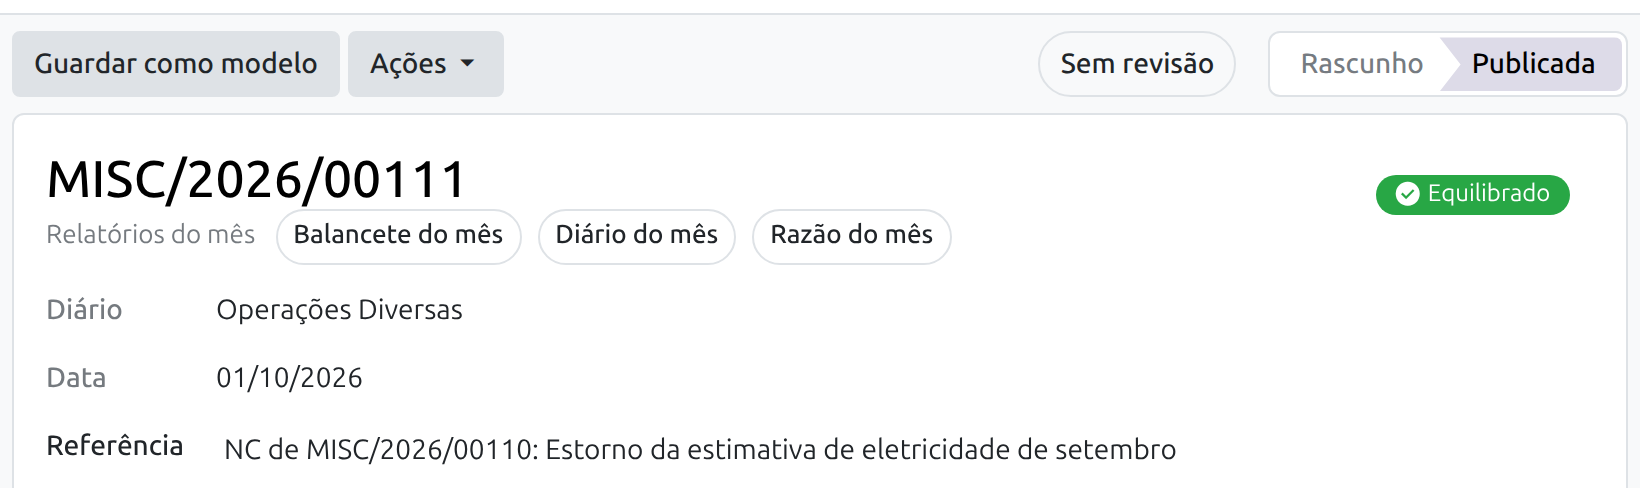 Guardar como modelo Ações Sem revisão Rascunho Publicada
MISC/2026/00111
Equilibrado
Relatórios do mês Balancete do mês Diário do mês Razão do mês
Diário Operações Diversas
Data 01/10/2026
Referência NC de MISC/2026/00110: Estorno da estimativa de eletricidade de setembro